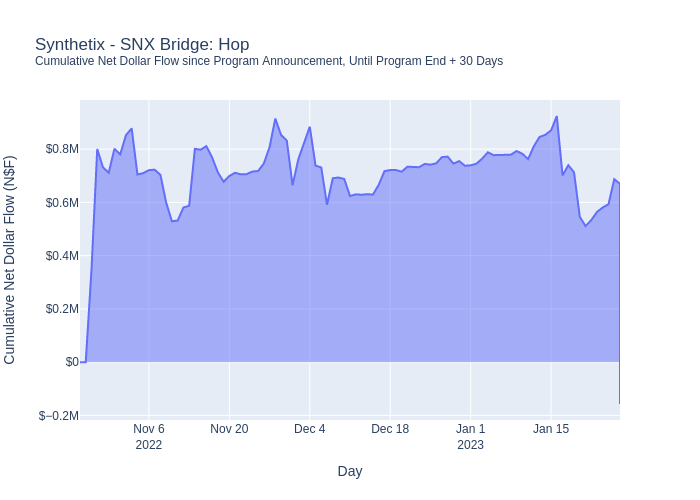 Synthetix - SNX Bridge: Hop
Cumulative Net Dollar Flow since Program Announcement, Until Program End + 30 Days
Cumulative Net Dollar Flow (N$F)
$0.8M
$0.6M
$0.4M
$0.2M
$0
$−0.2M
Nov 6
2022
Nov 20
Dec 4
Dec 18
Jan 1
2023
Jan 15
Day